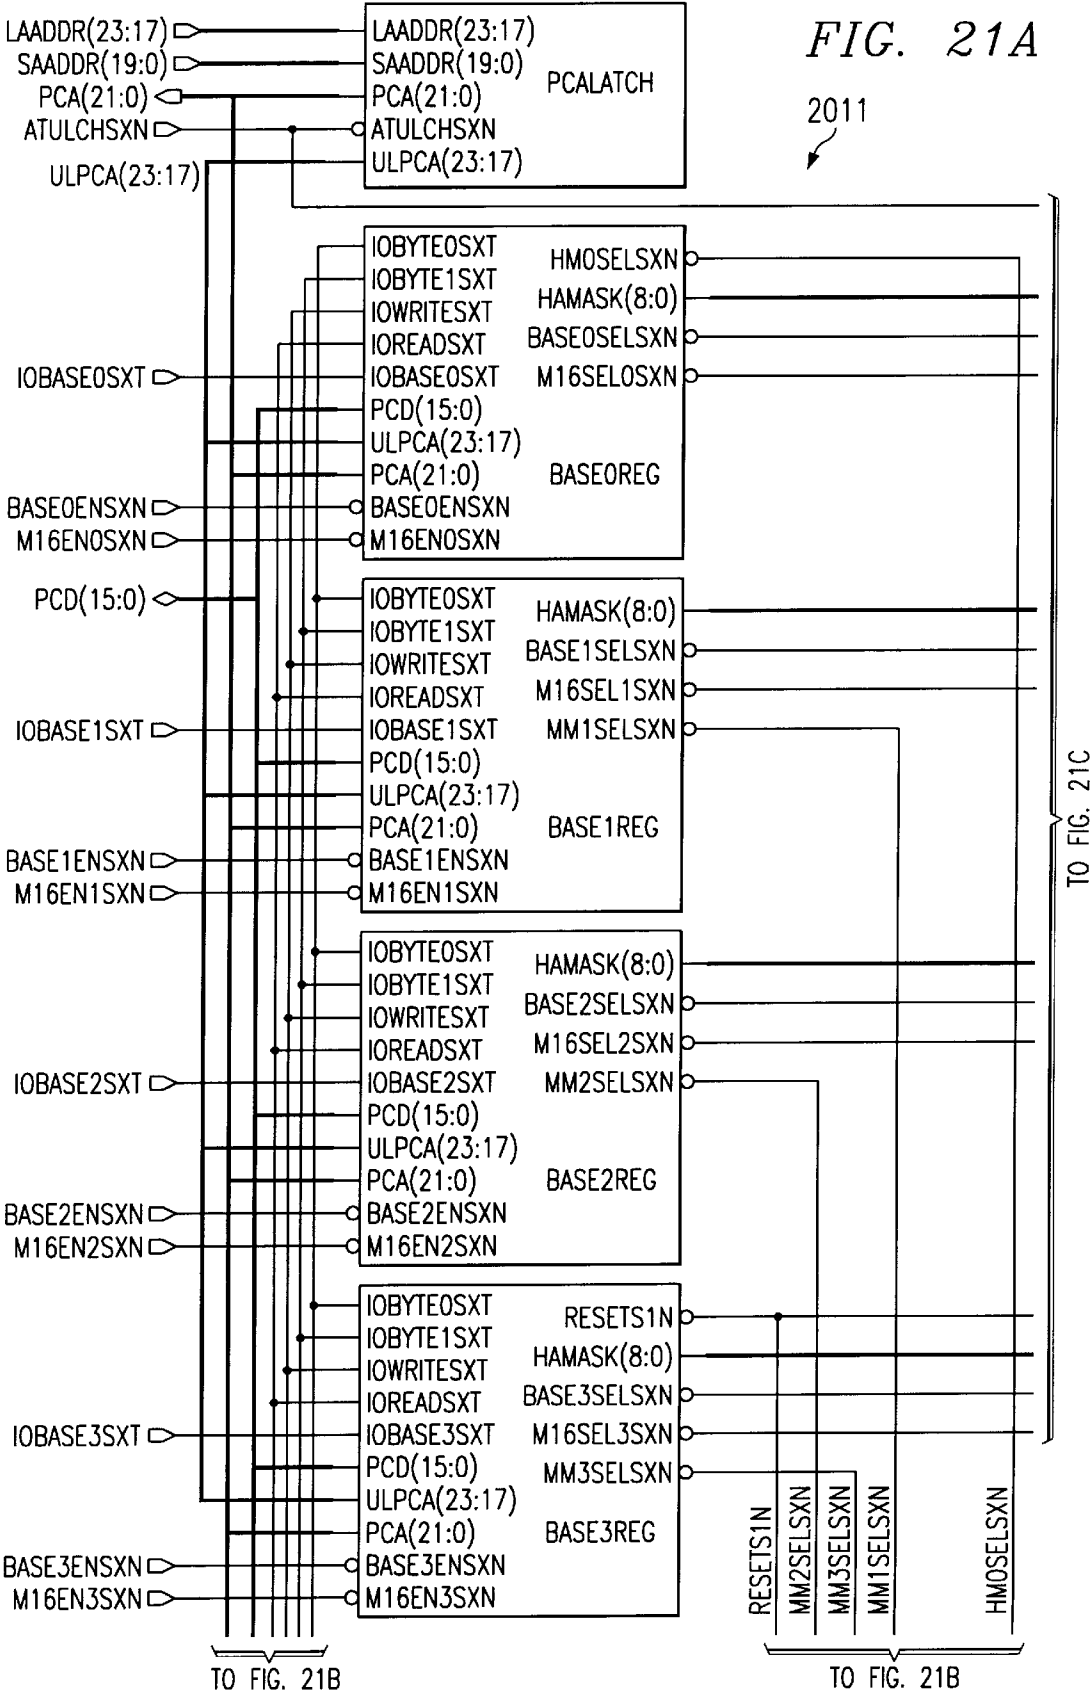 FIG. 21A
2011
LAADDR(23:17)
SAADDR(19:0)
PCA(21:0)
ATULCHSXN
ULPCA(23:17)
LAADDR(23:17)
SAADDR(19:0)
PCA(21:0)
ATULCHSXN
ULPCA(23:17)
PCALATCH
IOBASE0SXT
BASE0ENSXN
M16EN0SXN
IOBYTE0SXT
IOBYTE1SXT
IOWRITESXT
IOREADSXT
IOBASE0SXT
PCD(15:0)
ULPCA(23:17)
PCA(21:0)
BASE0ENSXN
M16EN0SXN
HM0SELSXN
HAMASK(8:0)
BASE0SELSXN
M16SEL0SXN
BASE0REG
PCD(15:0)
IOBASE1SXT
BASE1ENSXN
M16EN1SXN
IOBYTE0SXT
IOBYTE1SXT
IOWRITESXT
IOREADSXT
IOBASE1SXT
PCD(15:0)
ULPCA(23:17)
PCA(21:0)
BASE1ENSXN
M16EN1SXN
HAMASK(8:0)
BASE1SELSXN
M16SEL1SXN
MM1SELSXN
BASE1REG
TO FIG. 21C
IOBASE2SXT
BASE2ENSXN
M16EN2SXN
IOBYTE0SXT
IOBYTE1SXT
IOWRITESXT
IOREADSXT
IOBASE2SXT
PCD(15:0)
ULPCA(23:17)
PCA(21:0)
BASE2ENSXN
M16EN2SXN
HAMASK(8:0)
BASE2SELSXN
M16SEL2SXN
MM2SELSXN
BASE2REG
IOBASE3SXT
BASE3ENSXN
M16EN3SXN
IOBYTE0SXT
IOBYTE1SXT
IOWRITESXT
IOREADSXT
IOBASE3SXT
PCD(15:0)
ULPCA(23:17)
PCA(21:0)
BASE3ENSXN
M16EN3SXN
RESETS1N
HAMASK(8:0)
BASE3SELSXN
M16SEL3SXN
MM3SELSXN
BASE3REG
RESETS1N
MM2SELSXN
MM3SELSXN
MM1SELSXN
HM0SELSXN
TO FIG. 21B
TO FIG. 21B